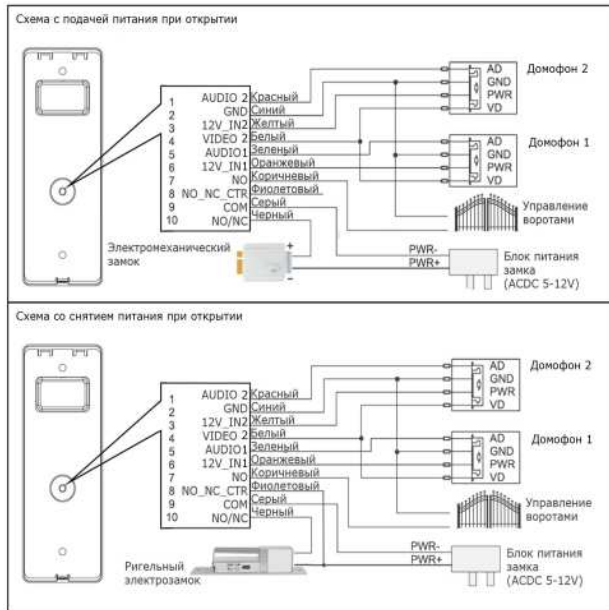 Схема с подачей питания при открытии
1 AUDIO 2 Красный
2 GND Синий
3 12V_IN2 Желтый
4 VIDEO 2 Белый
5 AUDIO1 Зеленый
6 12V_IN1 Оранжевый
7 NO Коричневый
8 NO_NC_CTR Фиолетовый
9 COM Серый
10 NO/NC Черный
AD
GND
PWR
VD
Домофон 2
AD
GND
PWR
VD
Домофон 1
Управление
воротами
Электромеханический
замок
+
−
PWR-
PWR+
Блок питания
замка
(ACDC 5-12V)
Схема со снятием питания при открытии
1 AUDIO 2 Красный
2 GND Синий
3 12V_IN2 Желтый
4 VIDEO 2 Белый
5 AUDIO1 Зеленый
6 12V_IN1 Оранжевый
7 NO Коричневый
8 NO_NC_CTR Фиолетовый
9 COM Серый
10 NO/NC Черный
AD
GND
PWR
VD
Домофон 2
AD
GND
PWR
VD
Домофон 1
Управление
воротами
Ригельный
электрозамок
PWR-
PWR+
Блок питания
замка
(ACDC 5-12V)